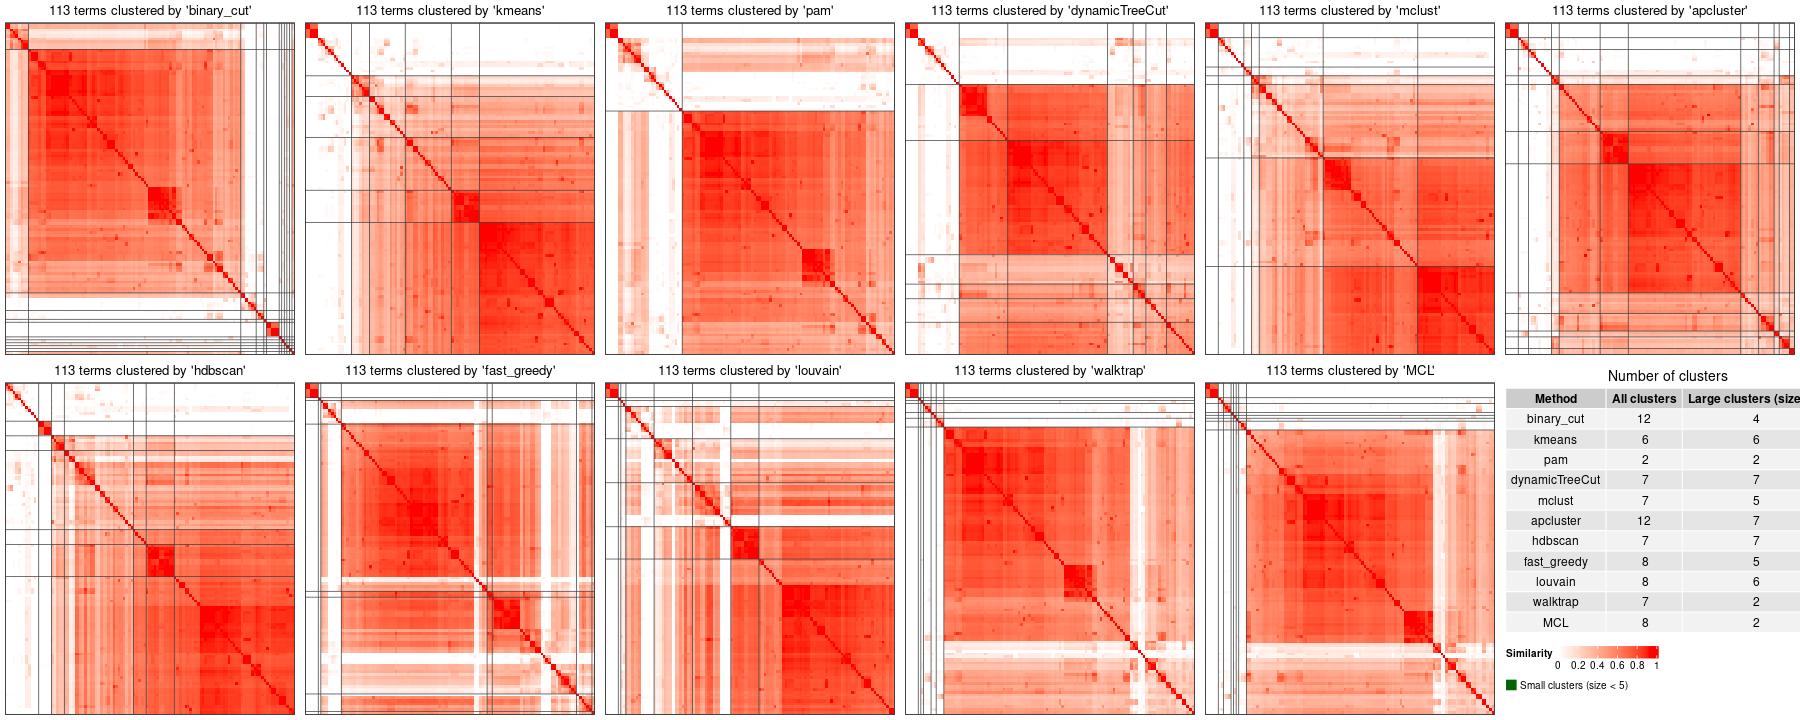 113 terms clustered by 'binary_cut'
113 terms clustered by 'kmeans'
113 terms clustered by 'pam'
113 terms clustered by 'dynamicTreeCut'
113 terms clustered by 'mclust'
113 terms clustered by 'apcluster'
113 terms clustered by 'hdbscan'
113 terms clustered by 'fast_greedy'
113 terms clustered by 'louvain'
113 terms clustered by 'walktrap'
113 terms clustered by 'MCL'
Number of clusters
Method All clusters Large clusters (size
binary_cut 12 4
kmeans 6 6
pam 2 2
dynamicTreeCut 7 7
mclust 7 5
apcluster 12 7
hdbscan 7 7
fast_greedy 8 5
louvain 8 6
walktrap 7 2
MCL 8 2
Similarity
0 0.2 0.4 0.6 0.8 1
Small clusters (size < 5)